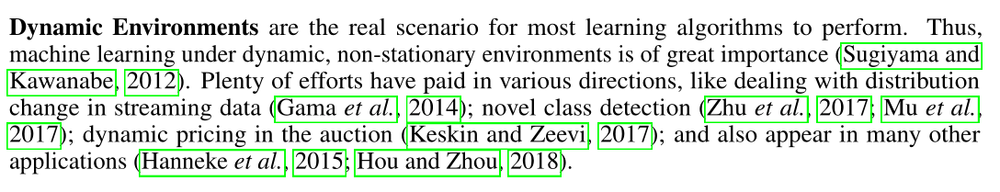 Dynamic Environments are the real scenario for most learning algorithms to perform. Thus,
machine learning under dynamic, non-stationary environments is of great importance (Sugiyama and
Kawanabe, 2012). Plenty of efforts have paid in various directions, like dealing with distribution
change in streaming data (Gama et al., 2014); novel class detection (Zhu et al., 2017; Mu et al.,
2017); dynamic pricing in the auction (Keskin and Zeevi, 2017); and also appear in many other
applications (Hanneke et al., 2015; Hou and Zhou, 2018).